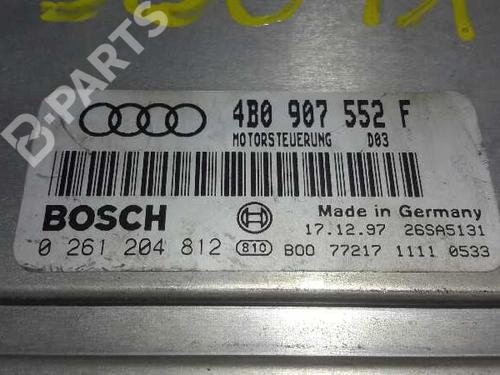 B-PARTS
4B0 907 552 F
MOTORSTEUERUNG D03
BOSCH
Made in Germany
17.12.97 26SA5131
0 261 204 812 810 B00 77217 1111 0533